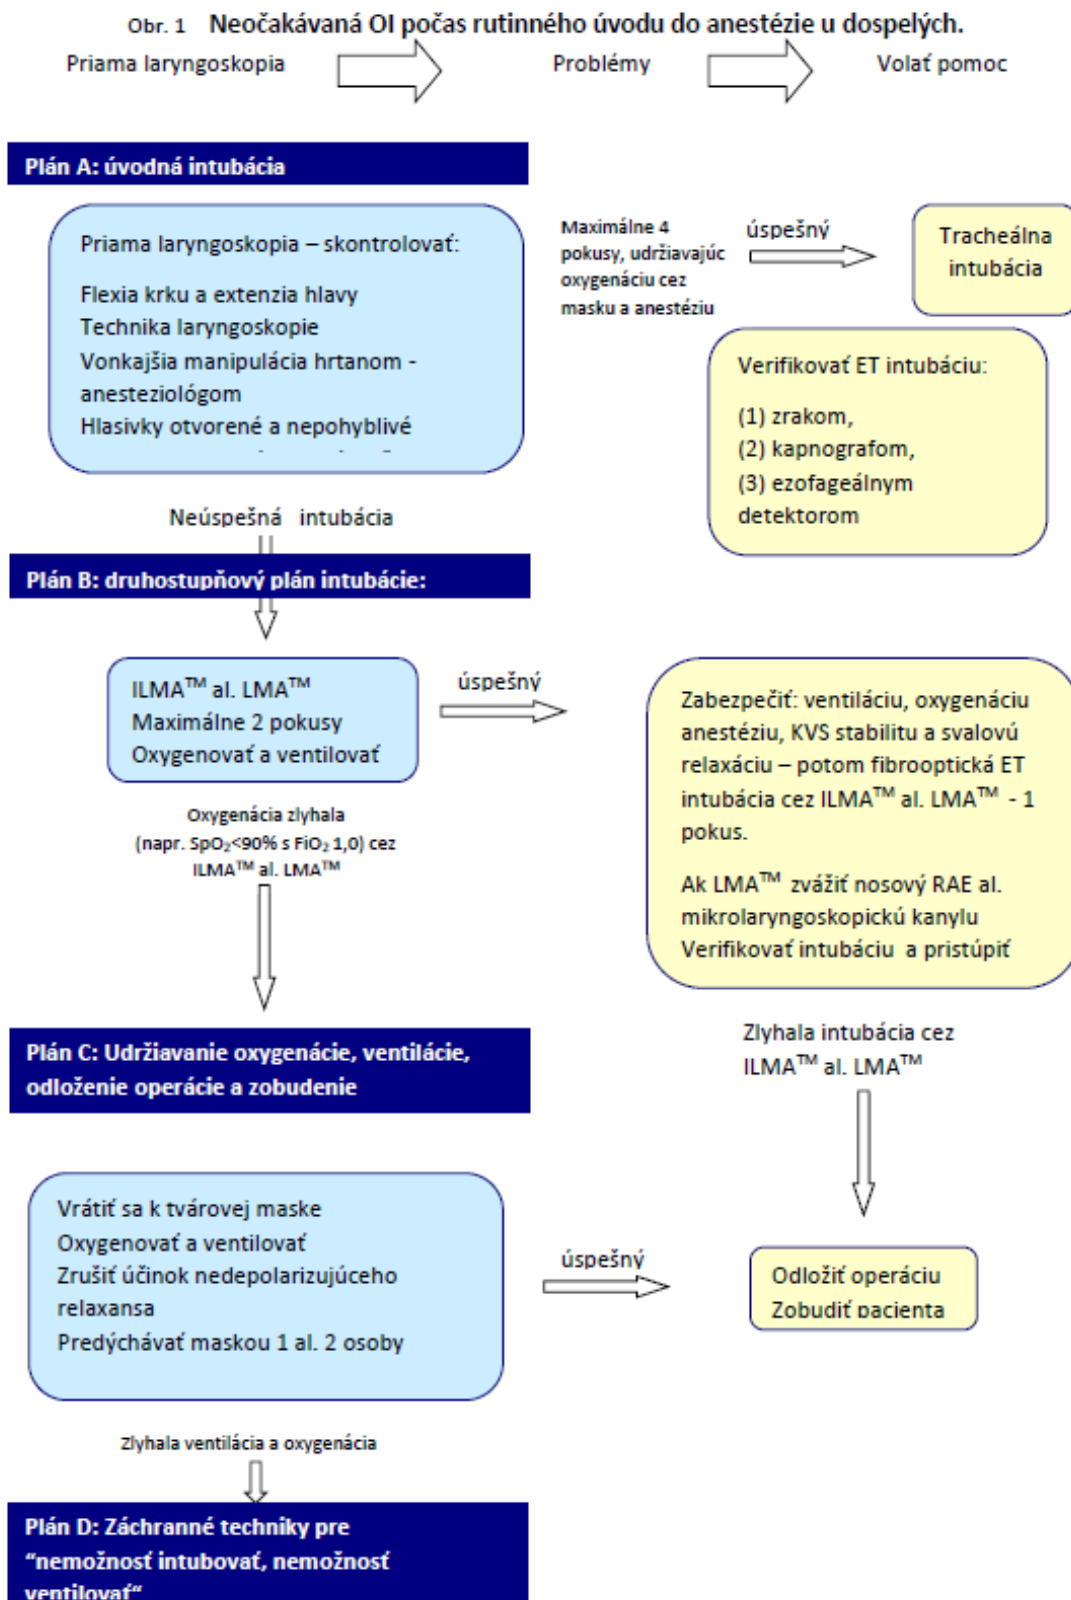 Obr. 1 Neočakávaná OI počas rutinného úvodu do anestézie u dospelých.
Priama laryngoskopia
Problémy
Volať pomoc
Plán A: úvodná intubácia
Priama laryngoskopia – skontrolovať:
Flexia krku a extenzia hlavy
Technika laryngoskopie
Vonkajšia manipulácia hrtanom -
anesteziológom
Hlasivky otvorené a nepohyblivé
Maximálne 4
pokusy, udržiavajúc
oxygenáciu cez
masku a anestéziu
úspešný
Tracheálna
intubácia
Verifikovať ET intubáciu:
(1) zrakom,
(2) kapnografom,
(3) ezofageálnym
detektorom
Neúspešná intubácia
Plán B: druhostupňový plán intubácie:
ILMA™ al. LMA™
Maximálne 2 pokusy
Oxygenovať a ventilovať
úspešný
Zabezpečiť: ventiláciu, oxygenáciu
anestéziu, KVS stabilitu a svalovú
relaxáciu – potom fibrooptická ET
intubácia cez ILMA™ al. LMA™ - 1
pokus.
Ak LMA™ zvážiť nosový RAE al.
mikrolaryngoskopickú kanylu
Verifikovať intubáciu a pristúpiť
Oxygenácia zlyhala
(napr. SpO₂<90% s FiO₂ 1,0) cez
ILMA™ al. LMA™
Zlyhala intubácia cez
ILMA™ al. LMA™
Plán C: Udržiavanie oxygenácie, ventilácie,
odloženie operácie a zobudenie
Vrátiť sa k tvárovej maske
Oxygenovať a ventilovať
Zrušiť účinok nedepolarizujúceho
relaxansa
Predýchávať maskou 1 al. 2 osoby
úspešný
Odložiť operáciu
Zobudiť pacienta
Zlyhala ventilácia a oxygenácia
Plán D: Záchranné techniky pre
“nemožnosť intubovať, nemožnosť
ventilovať“